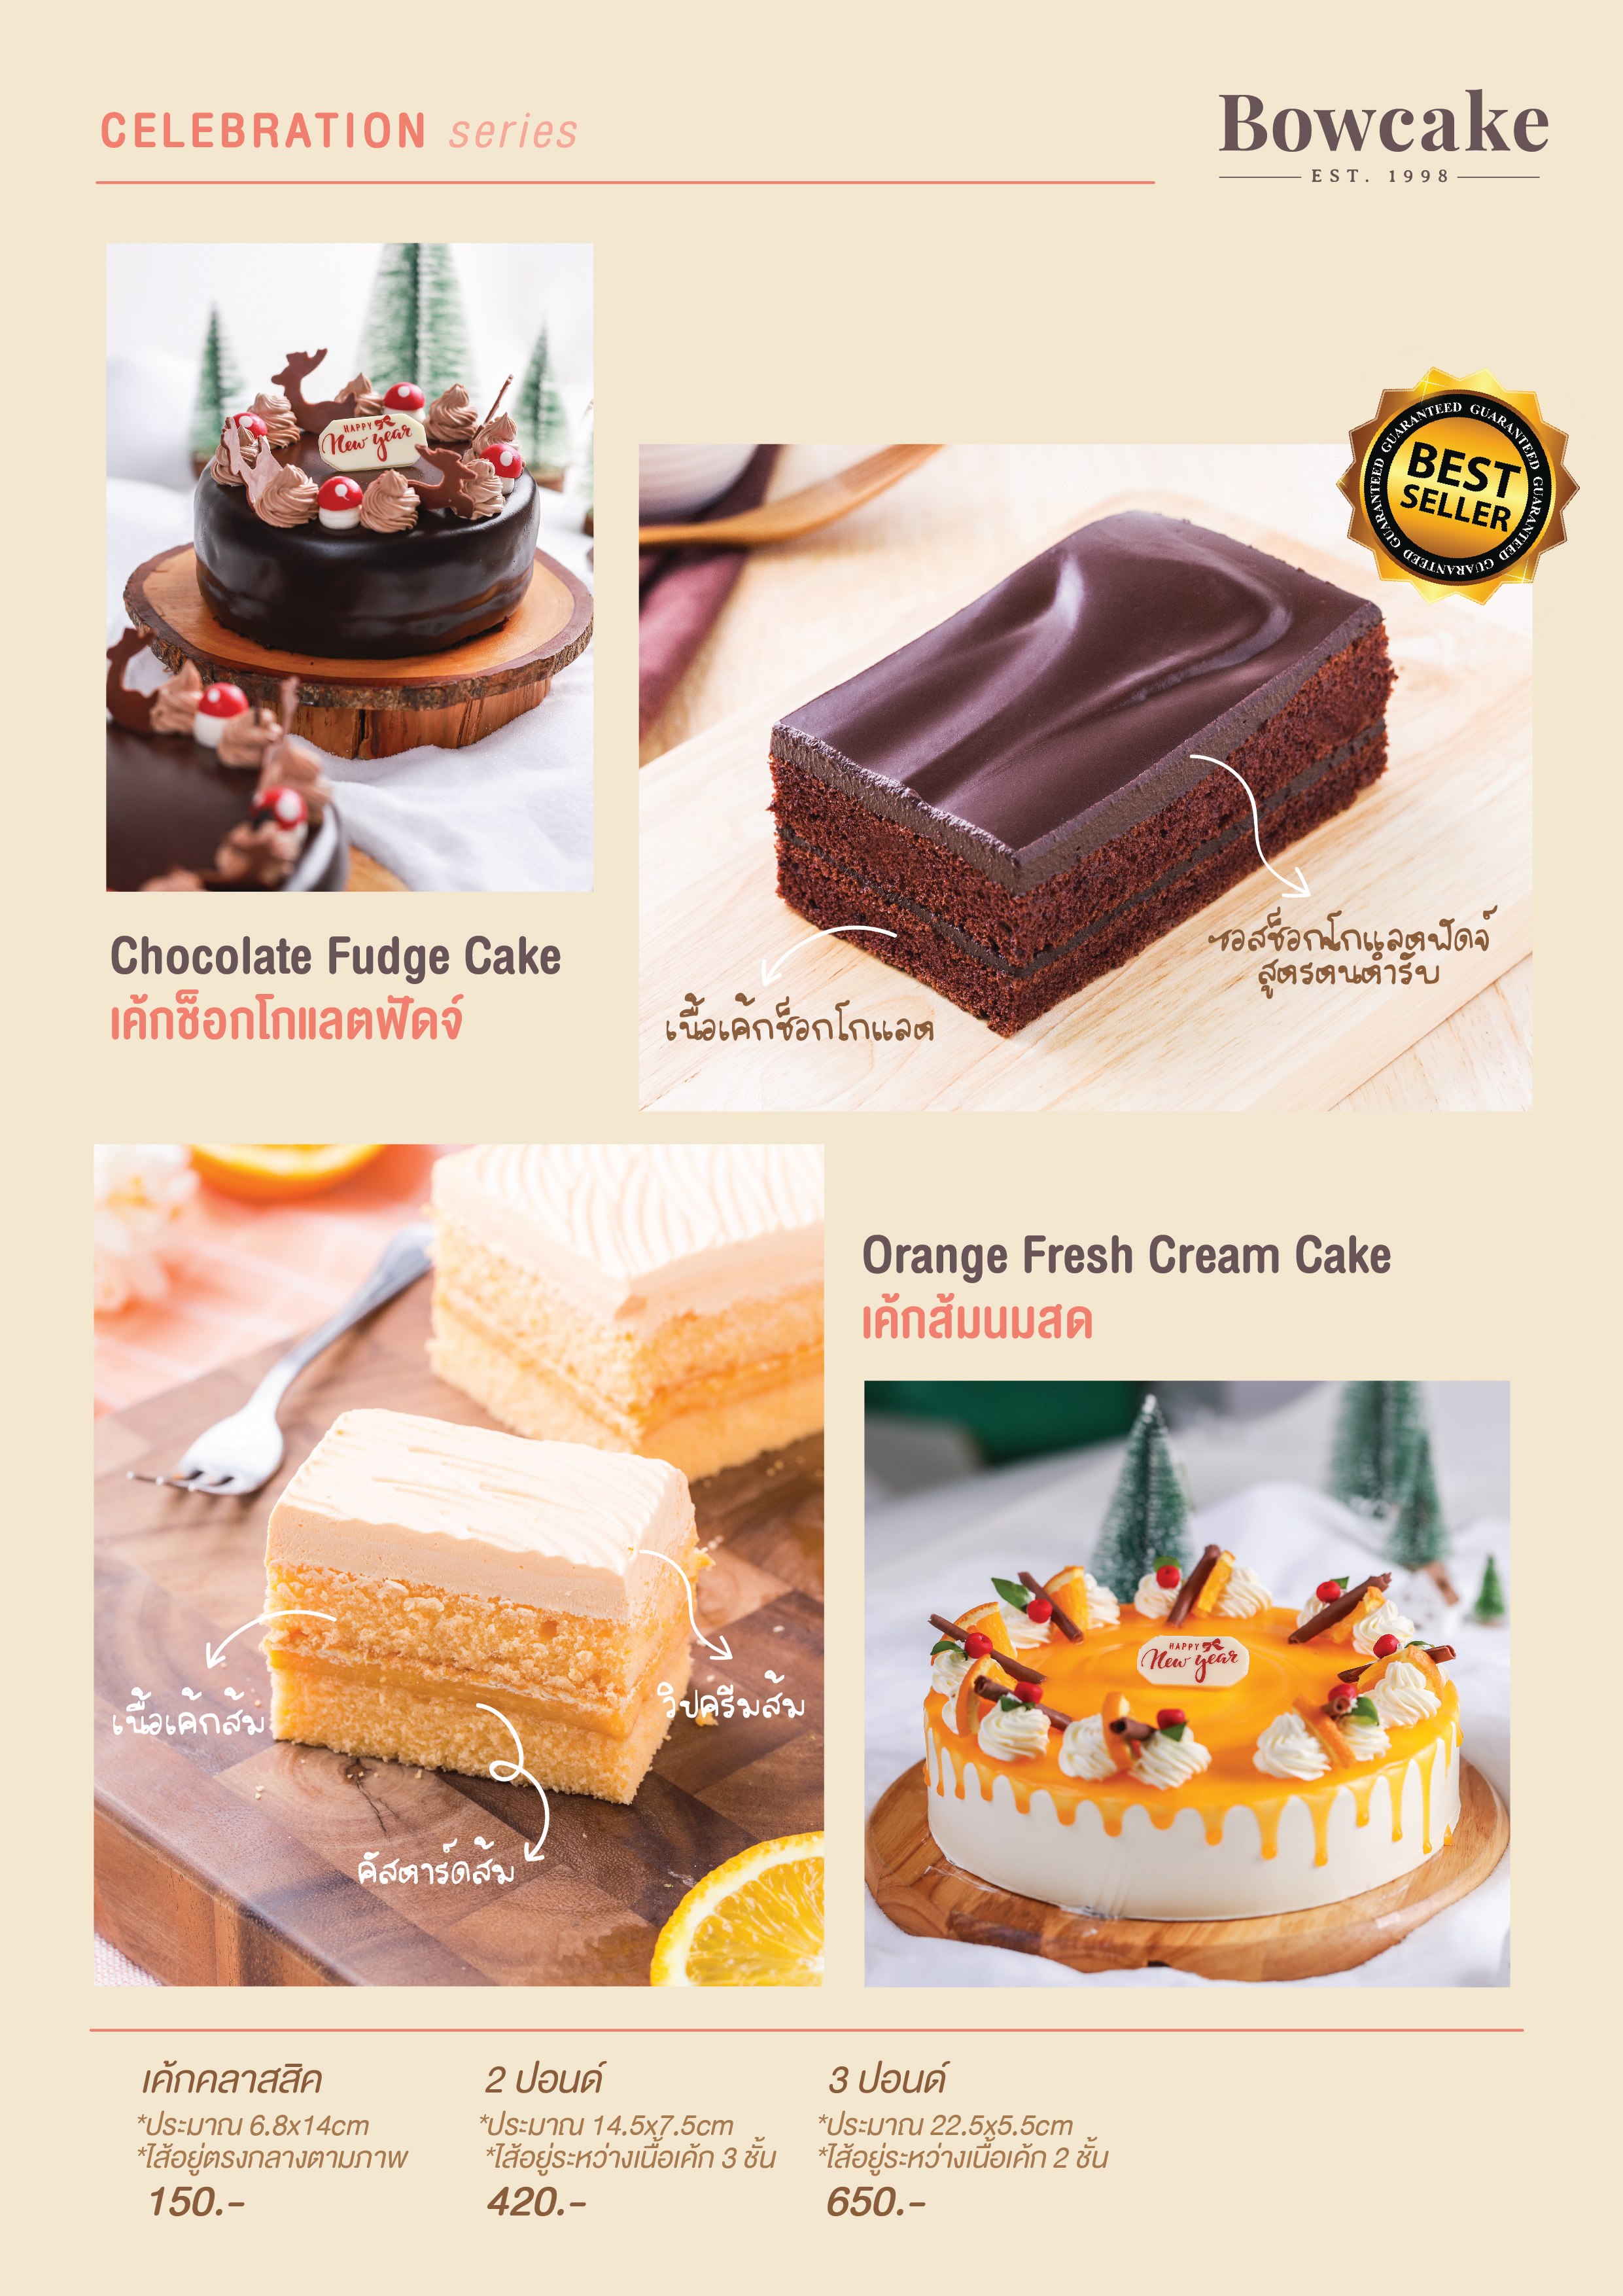 CELEBRATION series
Bowcake
EST. 1998
HAPPY
New year
BEST
SELLER
GUARANTEED GUARANTEED GUARANTEED GUARANTEED GUARANTEED GUARANTEED
ซอสช็อกโกแลตฟัดจ์
สูตรต้นตำรับ
เนื้อเค้กช็อกโกแลต
Chocolate Fudge Cake
เค้กช็อกโกแลตฟัดจ์
Orange Fresh Cream Cake
เค้กส้มนมสด
เนื้อเค้กส้ม
วิปครีมส้ม
คัสตาร์ดส้ม
HAPPY
New year
เค้กคลาสสิค
*ประมาณ 6.8x14cm
*ไส้อยู่ตรงกลางตามภาพ
150.-
2 ปอนด์
*ประมาณ 14.5x7.5cm
*ไส้อยู่ระหว่างเนื้อเค้ก 3 ชั้น
420.-
3 ปอนด์
*ประมาณ 22.5x5.5cm
*ไส้อยู่ระหว่างเนื้อเค้ก 2 ชั้น
650.-